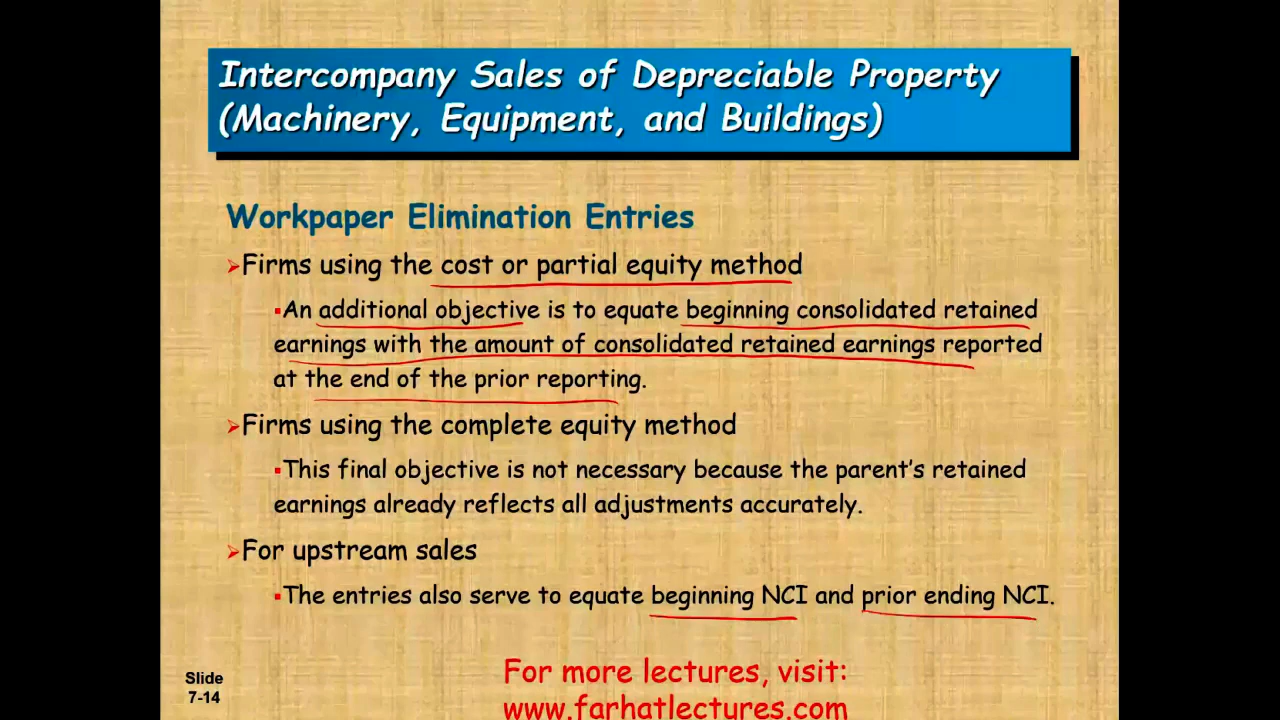 Intercompany Sales of Depreciable Property
(Machinery, Equipment, and Buildings)
Workpaper Elimination Entries
Firms using the cost or partial equity method
An additional objective is to equate beginning consolidated retained
earnings with the amount of consolidated retained earnings reported
at the end of the prior reporting.
Firms using the complete equity method
This final objective is not necessary because the parent's retained
earnings already reflects all adjustments accurately.
For upstream sales
The entries also serve to equate beginning NCI and prior ending NCI.
Slide
7-14
For more lectures, visit:
www.farhatlectures.com